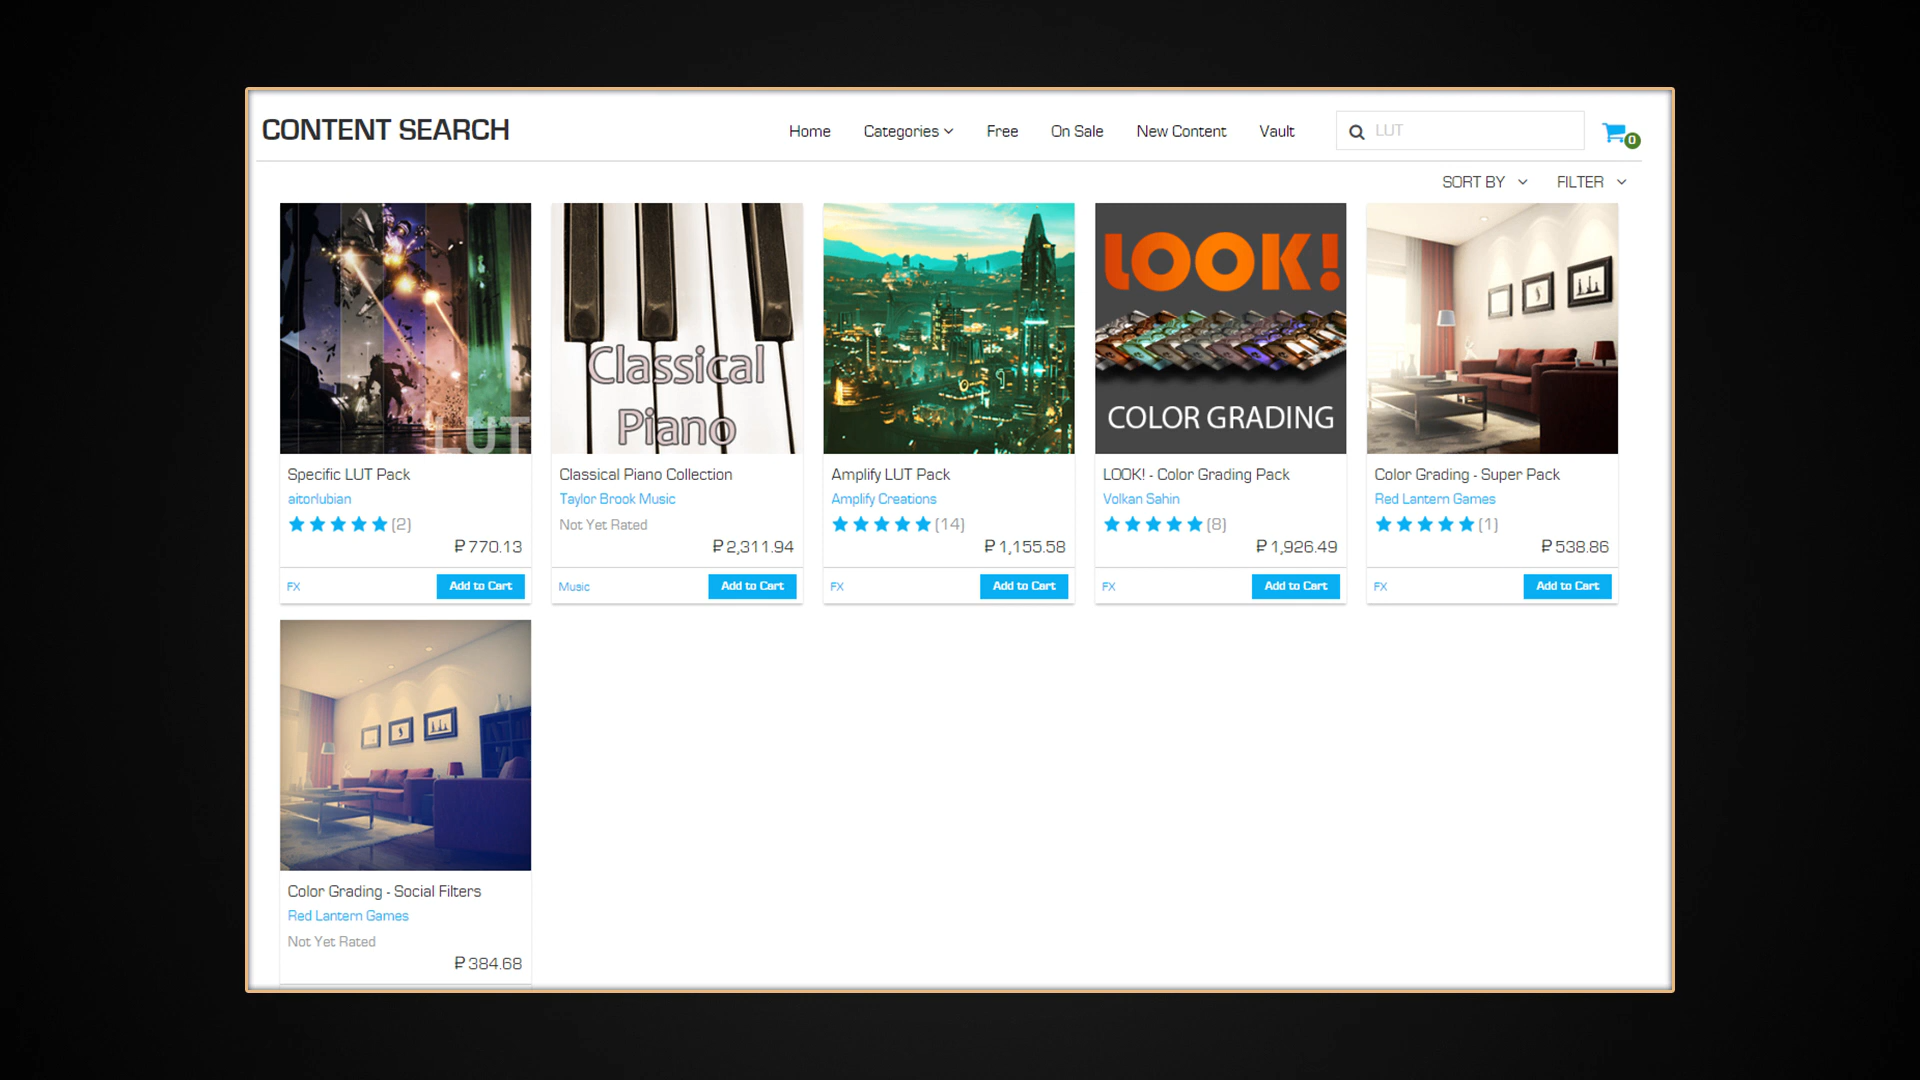 CONTENT SEARCH
Home
Categories
Free
On Sale
New Content
Vault
LUT
0
SORT BY
FILTER
LUT
Classical
Piano
LOOK!
COLOR GRADING
Specific LUT Pack
aitorlubian
(2)
₽770.13
FX
Add to Cart
Classical Piano Collection
Taylor Brook Music
Not Yet Rated
₽2,311.94
Music
Add to Cart
Amplify LUT Pack
Amplify Creations
(14)
₽1,155.58
FX
Add to Cart
LOOK! - Color Grading Pack
Volkan Sahin
(8)
₽1,926.49
FX
Add to Cart
Color Grading - Super Pack
Red Lantern Games
(1)
₽538.86
FX
Add to Cart
Color Grading - Social Filters
Red Lantern Games
Not Yet Rated
₽384.68